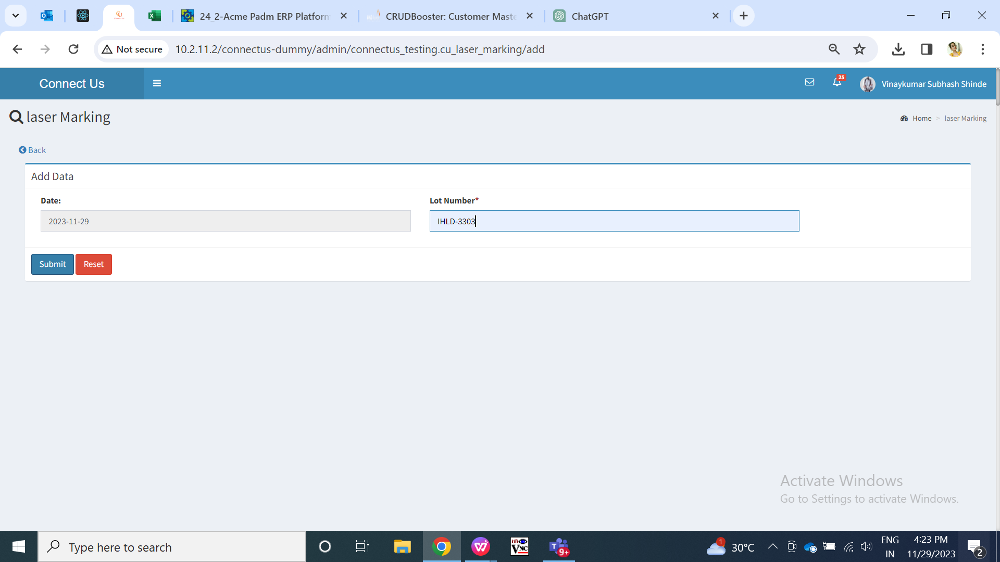 24_2-Acme Padm ERP Platform
CRUDBooster: Customer Maste
ChatGPT
Not secure
10.2.11.2/connectus-dummy/admin/connectus_testing.cu_laser_marking/add
Connect Us
25
Vinaykumar Subhash Shinde
laser Marking
Home > laser Marking
Back
Add Data
Date:
Lot Number*
2023-11-29
IHLD-3303
Submit
Reset
Activate Windows
Go to Settings to activate Windows.
Type here to search
VNC
T
9+
1
30°C
ENG
IN
4:23 PM
11/29/2023
2